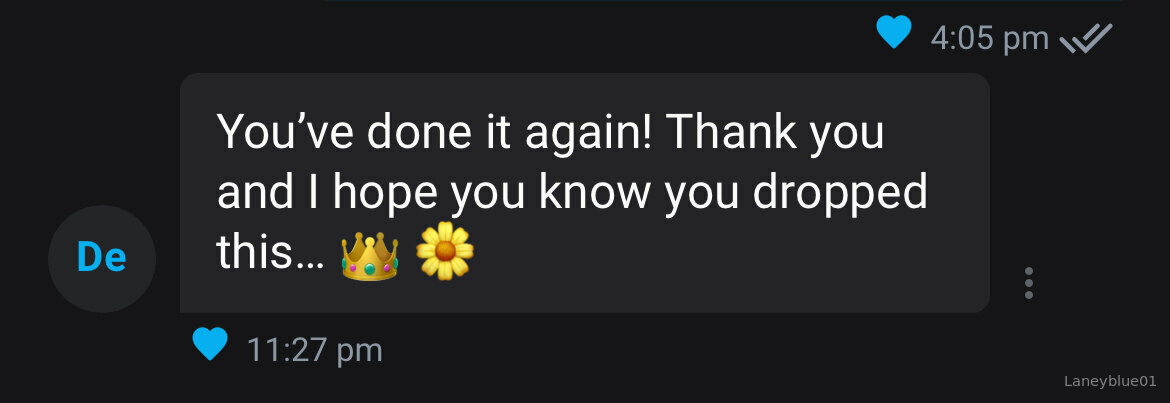 4:05 pm
You’ve done it again! Thank you
and I hope you know you dropped
this... 👑 🌼
De
11:27 pm
Laneyblue01